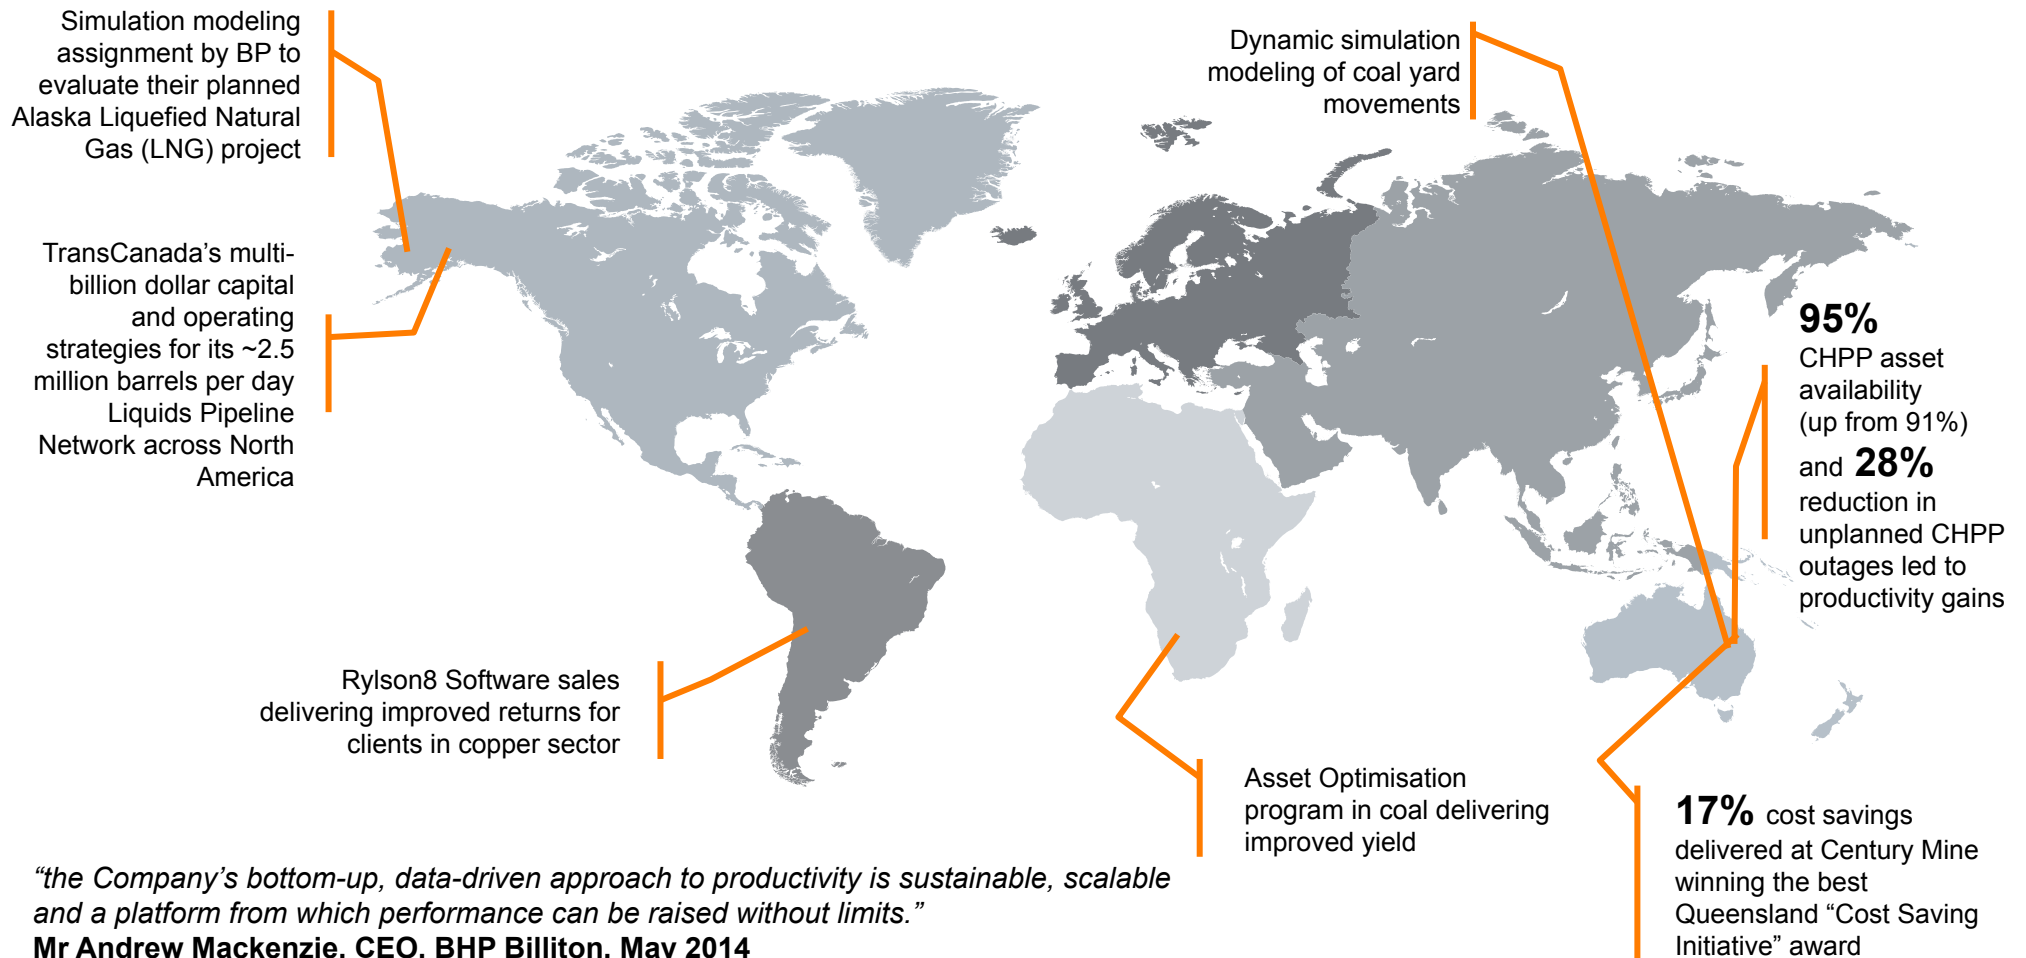 Simulation modeling
assignment by BP to
evaluate their planned
Alaska Liquefied Natural
Gas (LNG) project
TransCanada’s multi-
billion dollar capital
and operating
strategies for its ~2.5
million barrels per day
Liquids Pipeline
Network across North
America
Rylson8 Software sales
delivering improved returns for
clients in copper sector
Dynamic simulation
modeling of coal yard
movements
95%
CHPP asset
availability
(up from 91%)
and 28%
reduction in
unplanned CHPP
outages led to
productivity gains
Asset Optimisation
program in coal delivering
improved yield
17% cost savings
delivered at Century Mine
winning the best
Queensland “Cost Saving
Initiative” award
“the Company’s bottom-up, data-driven approach to productivity is sustainable, scalable
and a platform from which performance can be raised without limits.”
Mr Andrew Mackenzie, CEO, BHP Billiton, May 2014